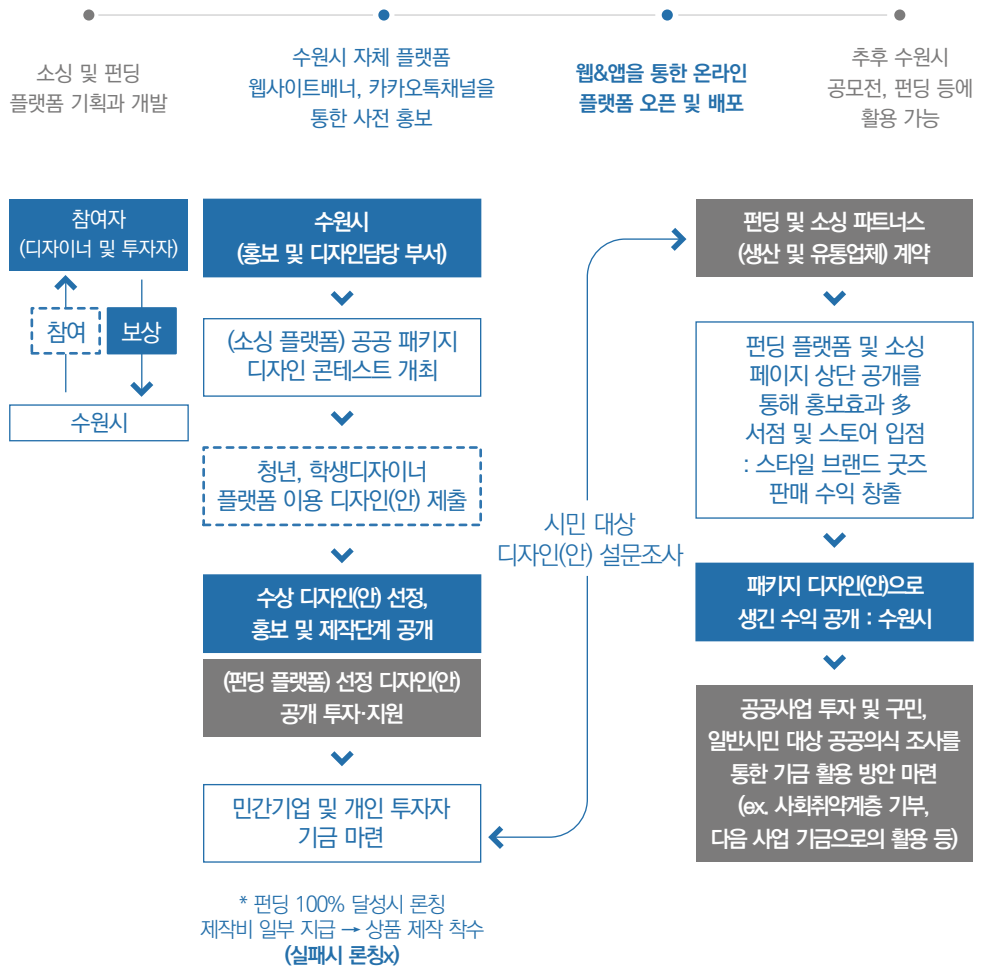 소싱 및 펀딩
플랫폼 기획과 개발
수원시 자체 플랫폼
웹사이트배너, 카카오톡채널을
통한 사전 홍보
웹&앱을 통한 온라인
플랫폼 오픈 및 배포
추후 수원시
공모전, 펀딩 등에
활용 가능
참여자
(디자이너 및 투자자)
참여
보상
수원시
수원시
(홍보 및 디자인담당 부서)
(소싱 플랫폼) 공공 패키지
디자인 콘테스트 개최
청년, 학생디자이너
플랫폼 이용 디자인(안) 제출
수상 디자인(안) 선정,
홍보 및 제작단계 공개
(펀딩 플랫폼) 선정 디자인(안)
공개 투자·지원
민간기업 및 개인 투자자
기금 마련
* 펀딩 100% 달성시 론칭
제작비 일부 지급 → 상품 제작 착수
(실패시 론칭x)
시민 대상
디자인(안) 설문조사
펀딩 및 소싱 파트너스
(생산 및 유통업체) 계약
펀딩 플랫폼 및 소싱
페이지 상단 공개를
통해 홍보효과 多
서점 및 스토어 입점
: 스타일 브랜드 굿즈
판매 수익 창출
패키지 디자인(안)으로
생긴 수익 공개 : 수원시
공공사업 투자 및 구민,
일반시민 대상 공공의식 조사를
통한 기금 활용 방안 마련
(ex. 사회취약계층 기부,
다음 사업 기금으로의 활용 등)